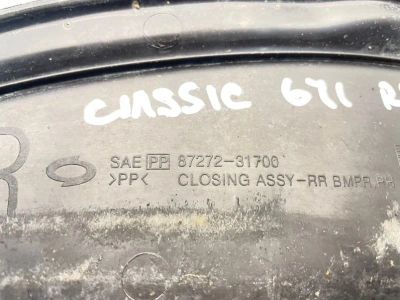 CLASSIC 671 R
R
SAE PP 87272-31700
>PP< CLOSING ASSY-RR BMPR,RH